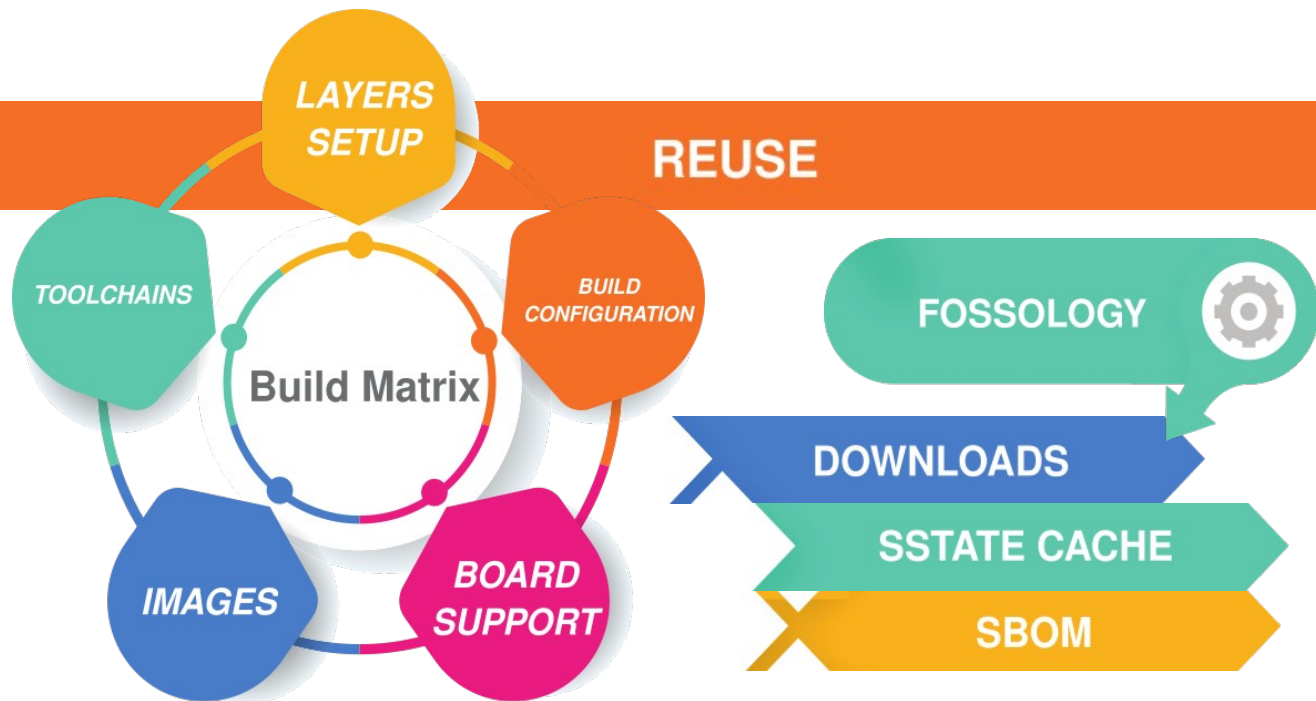 LAYERS
SETUP
REUSE
TOOLCHAINS
BUILD
CONFIGURATION
Build Matrix
IMAGES
BOARD
SUPPORT
FOSSOLOGY
DOWNLOADS
SSTATE CACHE
SBOM